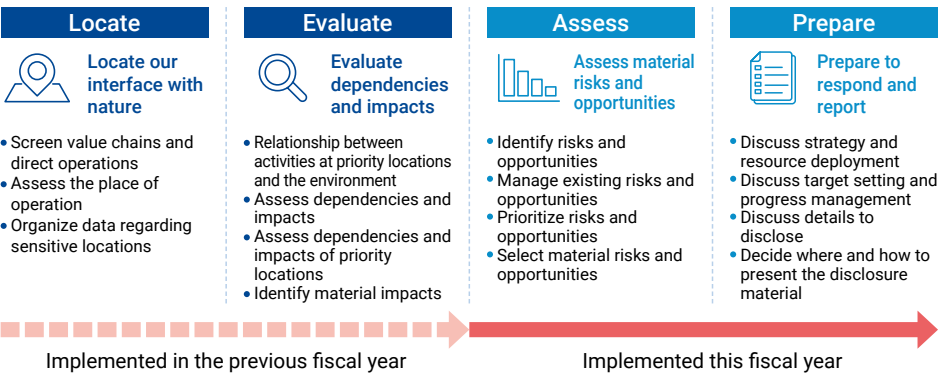 Locate
Locate our
interface with
nature
• Screen value chains and
direct operations
• Assess the place of
operation
• Organize data regarding
sensitive locations
Evaluate
Evaluate
dependencies
and impacts
• Relationship between
activities at priority locations
and the environment
• Assess dependencies and
impacts
• Assess dependencies and
impacts of priority
locations
• Identify material impacts
Assess
Assess material
risks and
opportunities
• Identify risks and
opportunities
• Manage existing risks and
opportunities
• Prioritize risks and
opportunities
• Select material risks and
opportunities
Prepare
Prepare to
respond and
report
• Discuss strategy and
resource deployment
• Discuss target setting and
progress management
• Discuss details to
disclose
• Decide where and how to
present the disclosure
material
Implemented in the previous fiscal year
Implemented this fiscal year